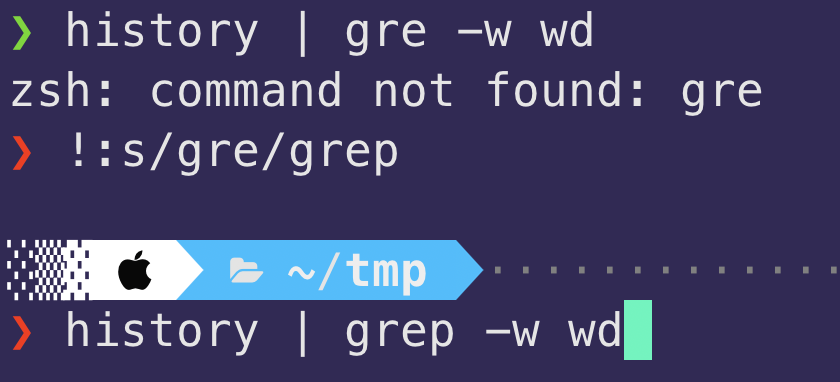 ❯ history | gre -w wd
zsh: command not found: gre
❯ !:s/gre/grep
~/tmp
❯ history | grep -w wd